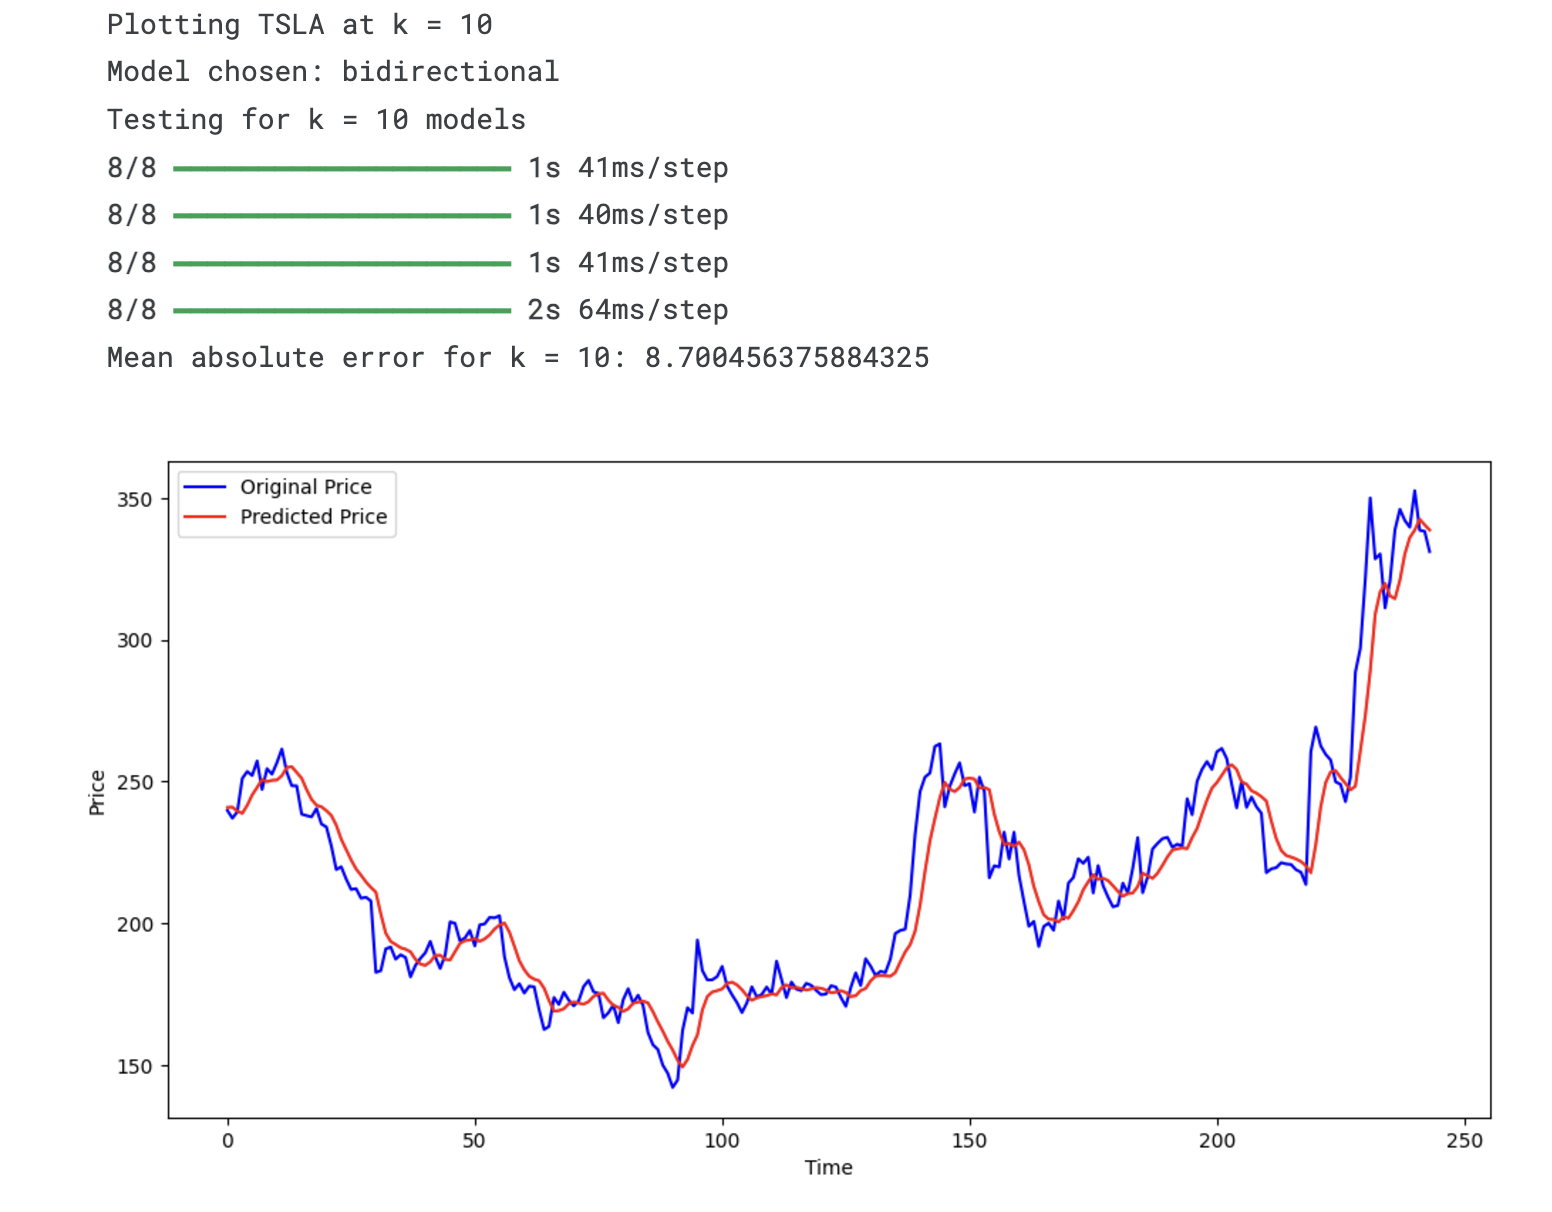 Plotting TSLA at k = 10
Model chosen: bidirectional
Testing for k = 10 models
8/8 1s 41ms/step
8/8 1s 40ms/step
8/8 1s 41ms/step
8/8 2s 64ms/step
Mean absolute error for k = 10: 8.700456375884325
Original Price
Predicted Price
350
300
250
200
150
Price
0 50 100 150 200 250
Time